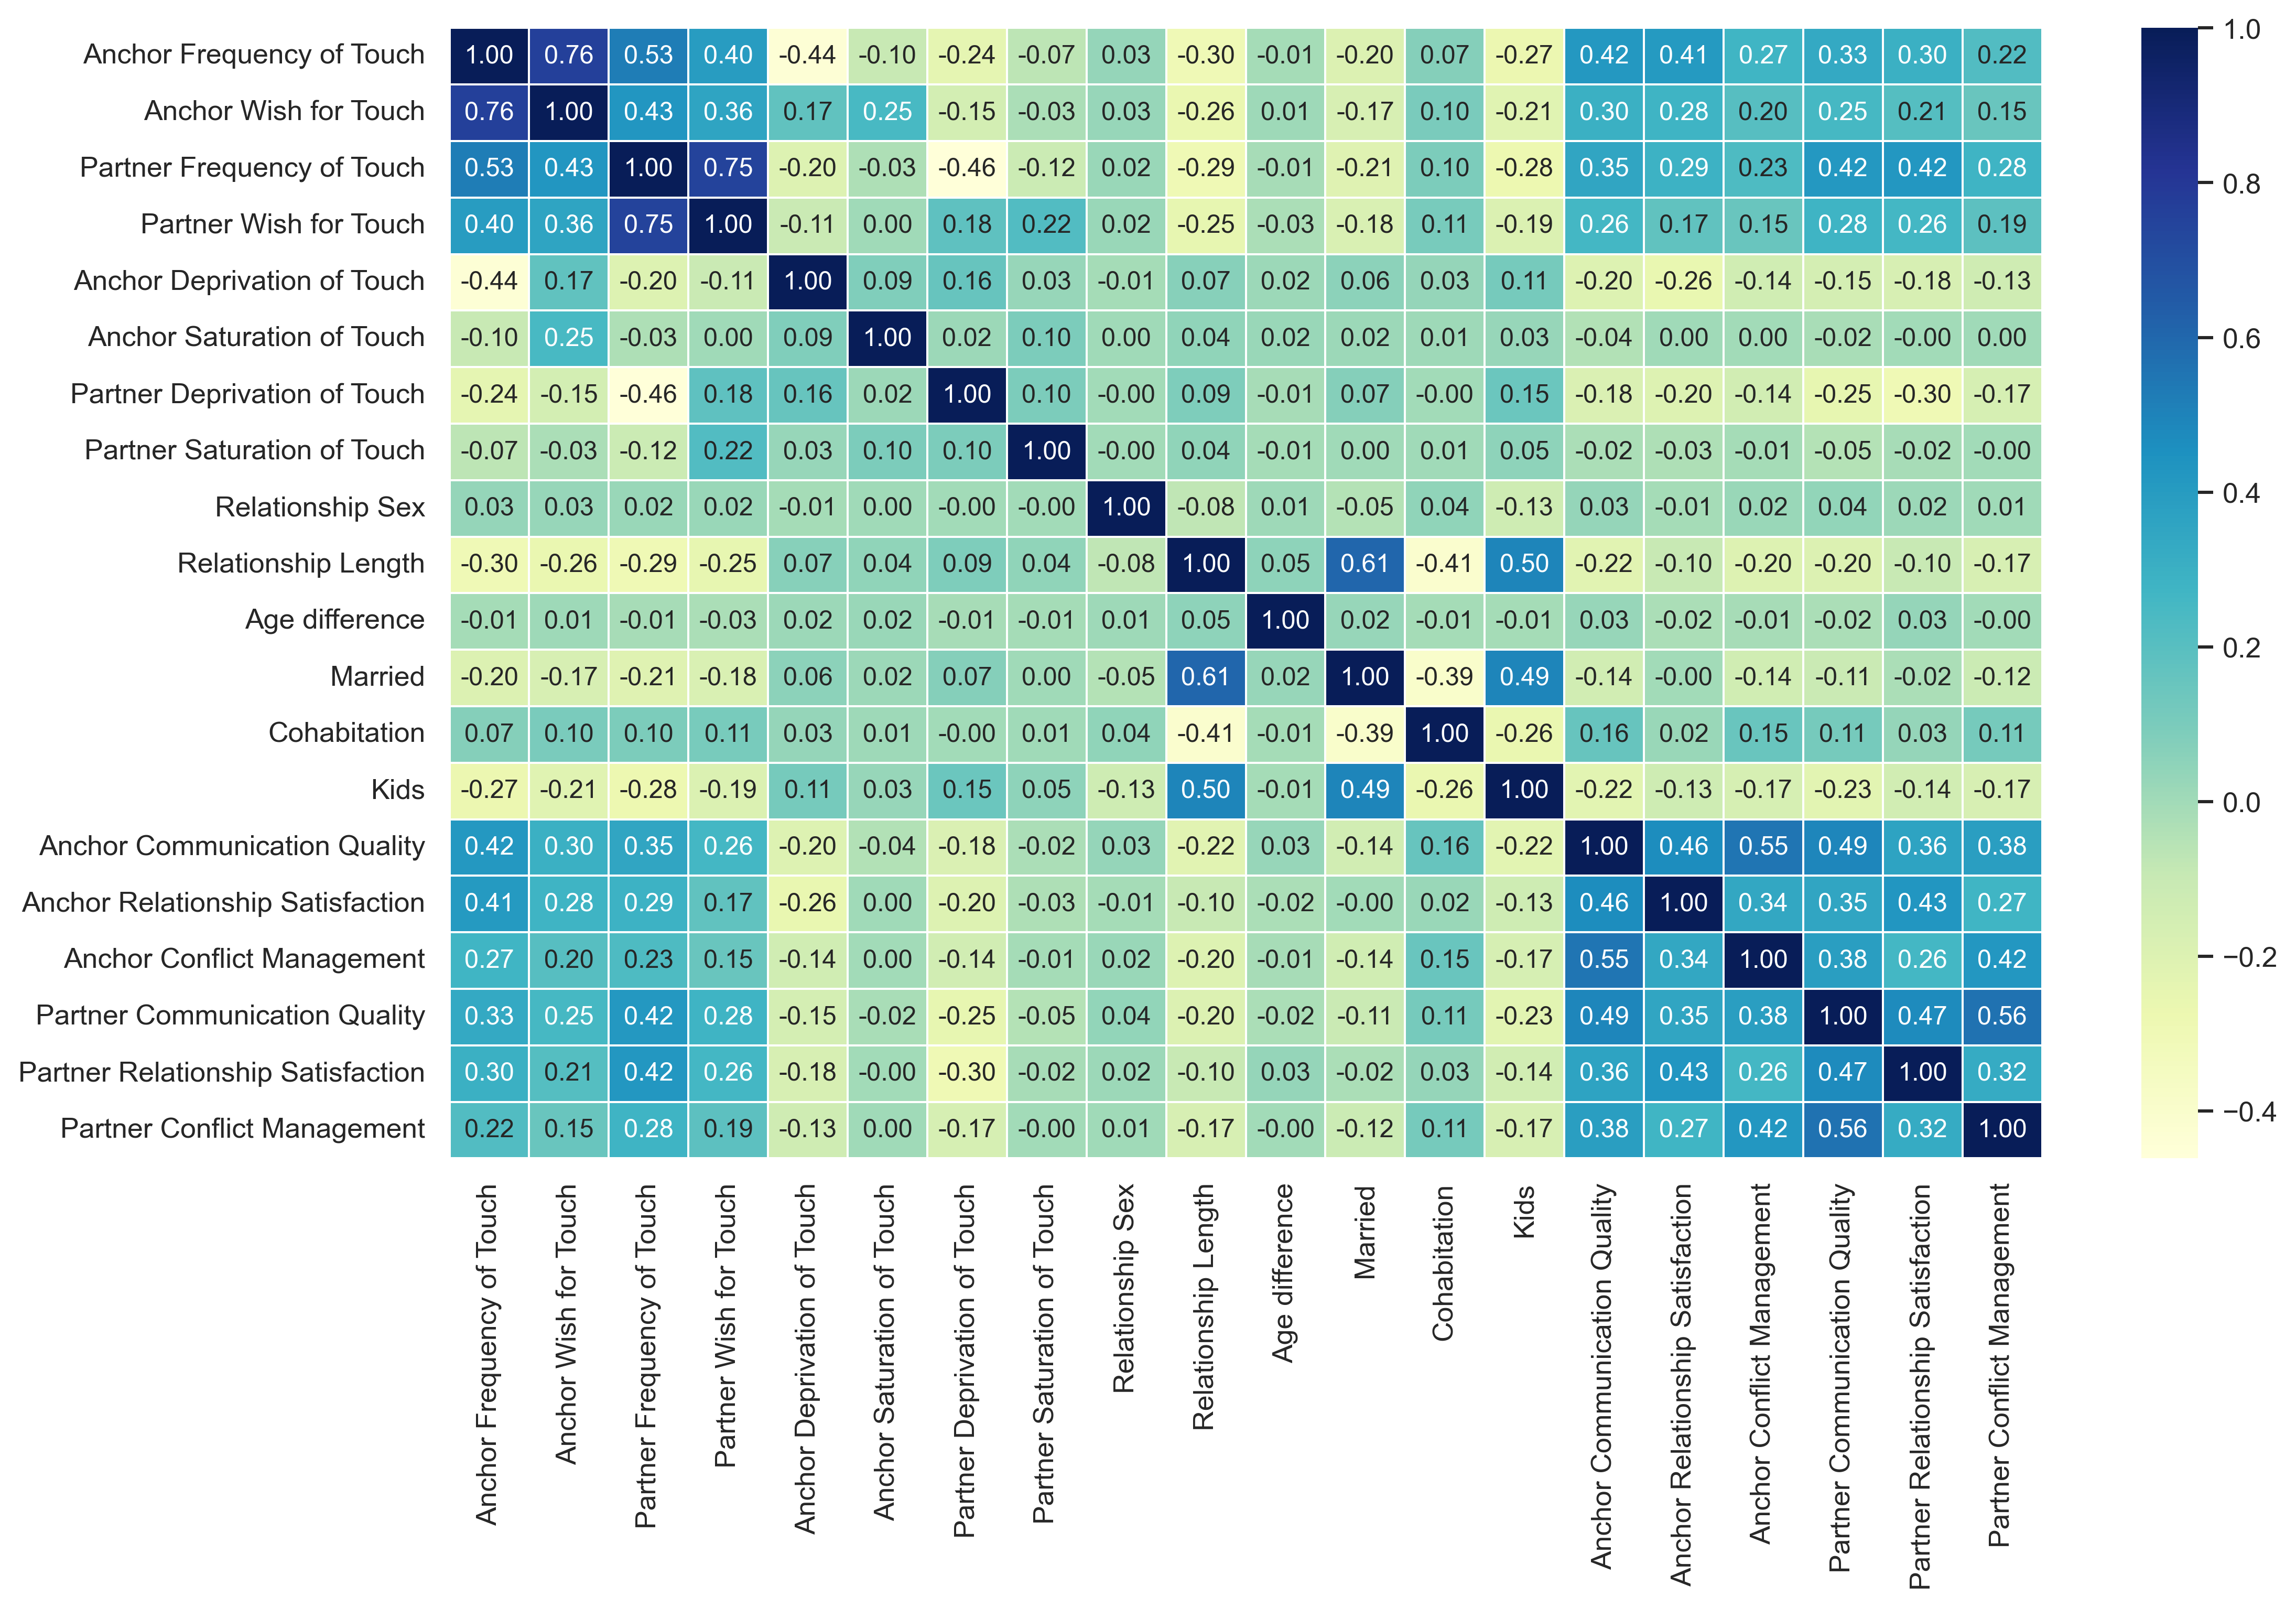 Anchor Frequency of Touch 1.00 0.76 0.53 0.40 -0.44 -0.10 -0.24 -0.07 0.03 -0.30 -0.01 -0.20 0.07 -0.27 0.42 0.41 0.27 0.33 0.30 0.22
Anchor Wish for Touch 0.76 1.00 0.43 0.36 0.17 0.25 -0.15 -0.03 0.03 -0.26 0.01 -0.17 0.10 -0.21 0.30 0.28 0.20 0.25 0.21 0.15
Partner Frequency of Touch 0.53 0.43 1.00 0.75 -0.20 -0.03 -0.46 -0.12 0.02 -0.29 -0.01 -0.21 0.10 -0.28 0.35 0.29 0.23 0.42 0.42 0.28
Partner Wish for Touch 0.40 0.36 0.75 1.00 -0.11 0.00 0.18 0.22 0.02 -0.25 -0.03 -0.18 0.11 -0.19 0.26 0.17 0.15 0.28 0.26 0.19
Anchor Deprivation of Touch -0.44 0.17 -0.20 -0.11 1.00 0.09 0.16 0.03 -0.01 0.07 0.02 0.06 0.03 0.11 -0.20 -0.26 -0.14 -0.15 -0.18 -0.13
Anchor Saturation of Touch -0.10 0.25 -0.03 0.00 0.09 1.00 0.02 0.10 0.00 0.04 0.02 0.02 0.01 0.03 -0.04 0.00 0.00 -0.02 -0.00 0.00
Partner Deprivation of Touch -0.24 -0.15 -0.46 0.18 0.16 0.02 1.00 0.10 -0.00 0.09 -0.01 0.07 -0.00 0.15 -0.18 -0.20 -0.14 -0.25 -0.30 -0.17
Partner Saturation of Touch -0.07 -0.03 -0.12 0.22 0.03 0.10 0.10 1.00 -0.00 0.04 -0.01 0.00 0.01 0.05 -0.02 -0.03 -0.01 -0.05 -0.02 -0.00
Relationship Sex 0.03 0.03 0.02 0.02 -0.01 0.00 -0.00 -0.00 1.00 -0.08 0.01 -0.05 0.04 -0.13 0.03 -0.01 0.02 0.04 0.02 0.01
Relationship Length -0.30 -0.26 -0.29 -0.25 0.07 0.04 0.09 0.04 -0.08 1.00 0.05 0.61 -0.41 0.50 -0.22 -0.10 -0.20 -0.20 -0.10 -0.17
Age difference -0.01 0.01 -0.01 -0.03 0.02 0.02 -0.01 -0.01 0.01 0.05 1.00 0.02 -0.01 -0.01 0.03 -0.02 -0.01 -0.02 0.03 -0.00
Married -0.20 -0.17 -0.21 -0.18 0.06 0.02 0.07 0.00 -0.05 0.61 0.02 1.00 -0.39 0.49 -0.14 -0.00 -0.14 -0.11 -0.02 -0.12
Cohabitation 0.07 0.10 0.10 0.11 0.03 0.01 -0.00 0.01 0.04 -0.41 -0.01 -0.39 1.00 -0.26 0.16 0.02 0.15 0.11 0.03 0.11
Kids -0.27 -0.21 -0.28 -0.19 0.11 0.03 0.15 0.05 -0.13 0.50 -0.01 0.49 -0.26 1.00 -0.22 -0.13 -0.17 -0.23 -0.14 -0.17
Anchor Communication Quality 0.42 0.30 0.35 0.26 -0.20 -0.04 -0.18 -0.02 0.03 -0.22 0.03 -0.14 0.16 -0.22 1.00 0.46 0.55 0.49 0.36 0.38
Anchor Relationship Satisfaction 0.41 0.28 0.29 0.17 -0.26 0.00 -0.20 -0.03 -0.01 -0.10 -0.02 -0.00 0.02 -0.13 0.46 1.00 0.34 0.35 0.43 0.27
Anchor Conflict Management 0.27 0.20 0.23 0.15 -0.14 0.00 -0.14 -0.01 0.02 -0.20 -0.01 -0.14 0.15 -0.17 0.55 0.34 1.00 0.38 0.26 0.42
Partner Communication Quality 0.33 0.25 0.42 0.28 -0.15 -0.02 -0.25 -0.05 0.04 -0.20 -0.02 -0.11 0.11 -0.23 0.49 0.35 0.38 1.00 0.47 0.56
Partner Relationship Satisfaction 0.30 0.21 0.42 0.26 -0.18 -0.00 -0.30 -0.02 0.02 -0.10 0.03 -0.02 0.03 -0.14 0.36 0.43 0.26 0.47 1.00 0.32
Partner Conflict Management 0.22 0.15 0.28 0.19 -0.13 0.00 -0.17 -0.00 0.01 -0.17 -0.00 -0.12 0.11 -0.17 0.38 0.27 0.42 0.56 0.32 1.00
Anchor Frequency of Touch
Anchor Wish for Touch
Partner Frequency of Touch
Partner Wish for Touch
Anchor Deprivation of Touch
Anchor Saturation of Touch
Partner Deprivation of Touch
Partner Saturation of Touch
Relationship Sex
Relationship Length
Age difference
Married
Cohabitation
Kids
Anchor Communication Quality
Anchor Relationship Satisfaction
Anchor Conflict Management
Partner Communication Quality
Partner Relationship Satisfaction
Partner Conflict Management
1.0
0.8
0.6
0.4
0.2
0.0
−0.2
−0.4